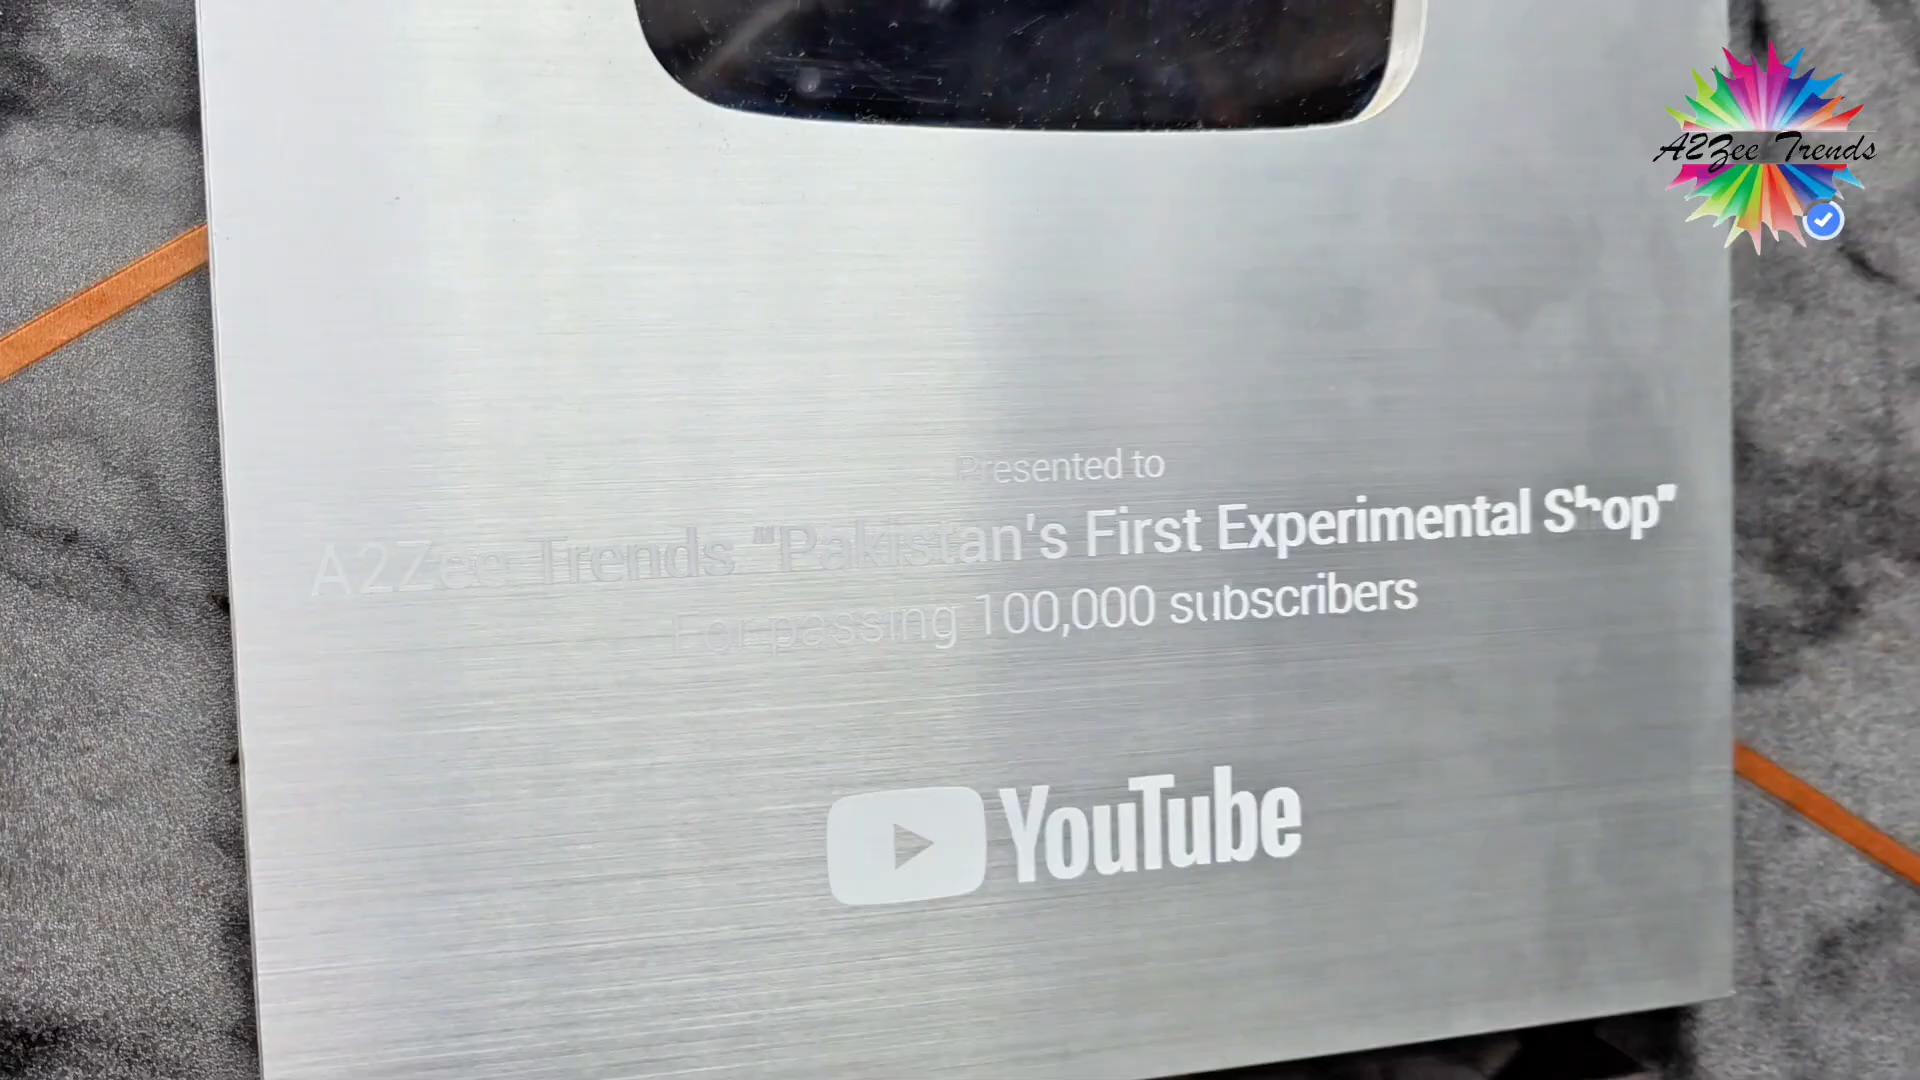 A2Zee Trends
Presented to
A2Zee Trends "Pakistan's First Experimental Shop"
For passing 100,000 subscribers
YouTube